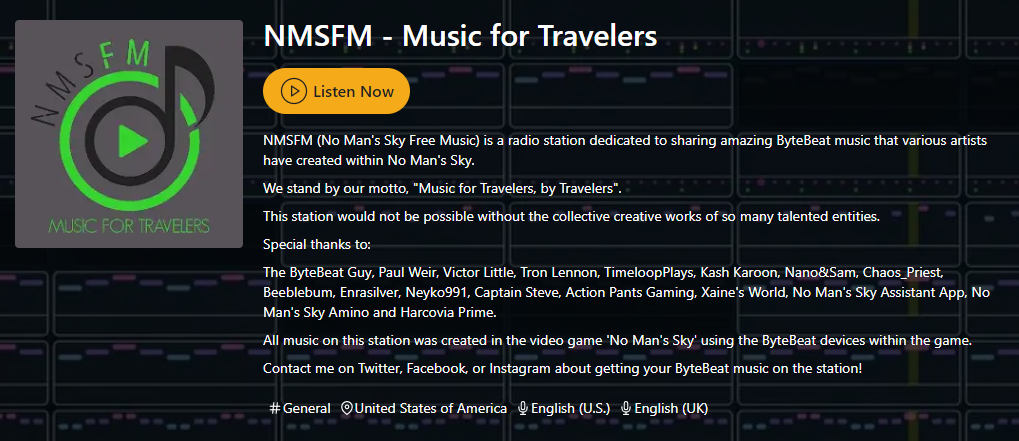 NMSFM
MUSIC FOR TRAVELERS
NMSFM - Music for Travelers
Listen Now
NMSFM (No Man's Sky Free Music) is a radio station dedicated to sharing amazing ByteBeat music that various artists
have created within No Man's Sky.
We stand by our motto, "Music for Travelers, by Travelers".
This station would not be possible without the collective creative works of so many talented entities.
Special thanks to:
The ByteBeat Guy, Paul Weir, Victor Little, Tron Lennon, TimeloopPlays, Kash Karoon, Nano&Sam, Chaos_Priest,
Beeblebum, Enrasilver, Neyko991, Captain Steve, Action Pants Gaming, Xaine's World, No Man's Sky Assistant App, No
Man's Sky Amino and Harcovia Prime.
All music on this station was created in the video game 'No Man's Sky' using the ByteBeat devices within the game.
Contact me on Twitter, Facebook, or Instagram about getting your ByteBeat music on the station!
# General United States of America English (U.S.) English (UK)